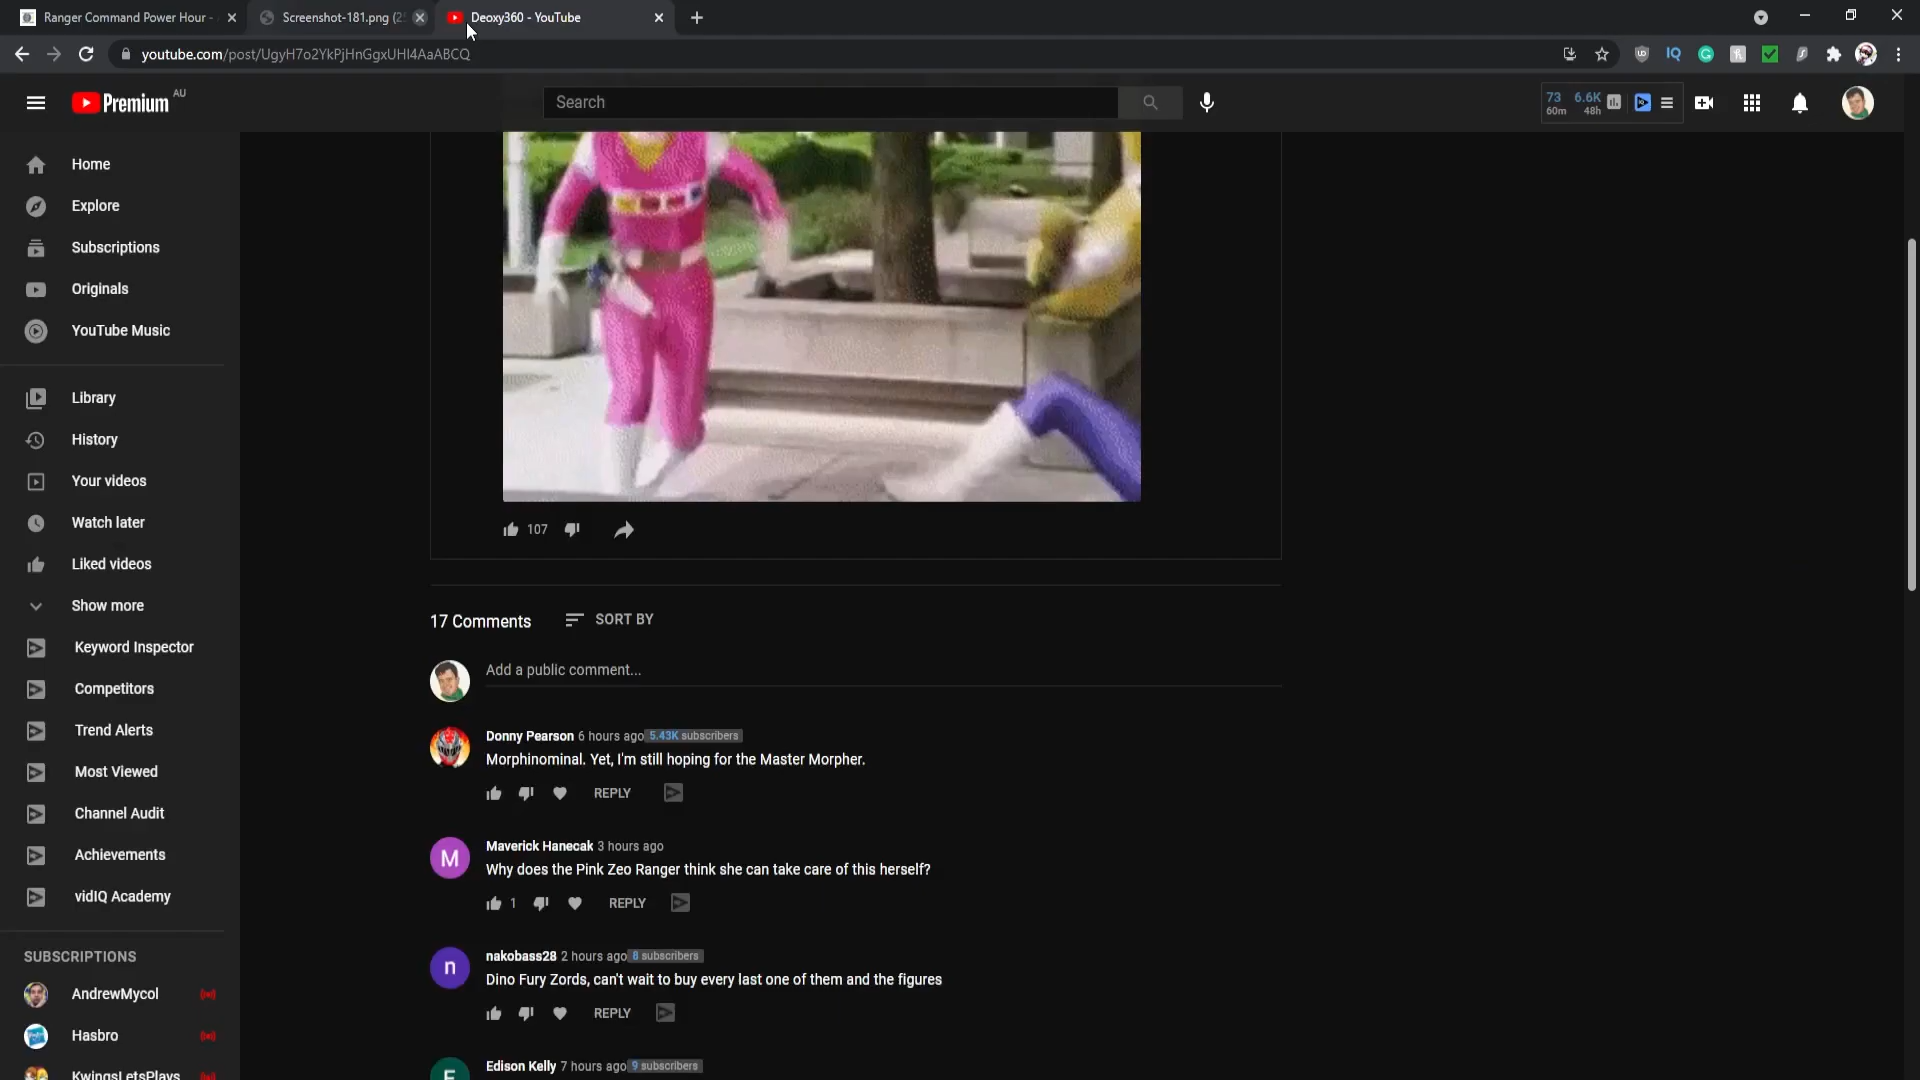 Ranger Command Power Hour -
Screenshot-181.png (2
Deoxy360 - YouTube
youtube.com/post/UgyH7o2YkPjHnGgxUHl4AaABCQ
IQ
Premium AU
Search
73 6.6K
60m 48h
Home
Explore
Subscriptions
Originals
YouTube Music
Library
History
Your videos
Watch later
Liked videos
Show more
Keyword Inspector
Competitors
Trend Alerts
Most Viewed
Channel Audit
Achievements
vidIQ Academy
SUBSCRIPTIONS
AndrewMycol
Hasbro
KwingsLetsPlays
107
17 Comments SORT BY
Add a public comment...
Donny Pearson 6 hours ago 5.43K subscribers
Morphinominal. Yet, I'm still hoping for the Master Morpher.
REPLY
M
Maverick Hanecak 3 hours ago
Why does the Pink Zeo Ranger think she can take care of this herself?
1 REPLY
n
nakobass28 2 hours ago 8 subscribers
Dino Fury Zords, can't wait to buy every last one of them and the figures
REPLY
E
Edison Kelly 7 hours ago 9 subscribers